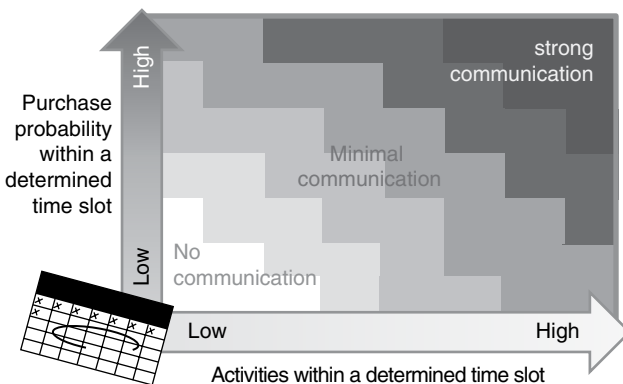 strong
communication
High
Purchase
probability
within a
determined
time slot
Minimal
communication
Low
No
communication
x x x x x x x
x
Low
High
Activities within a determined time slot